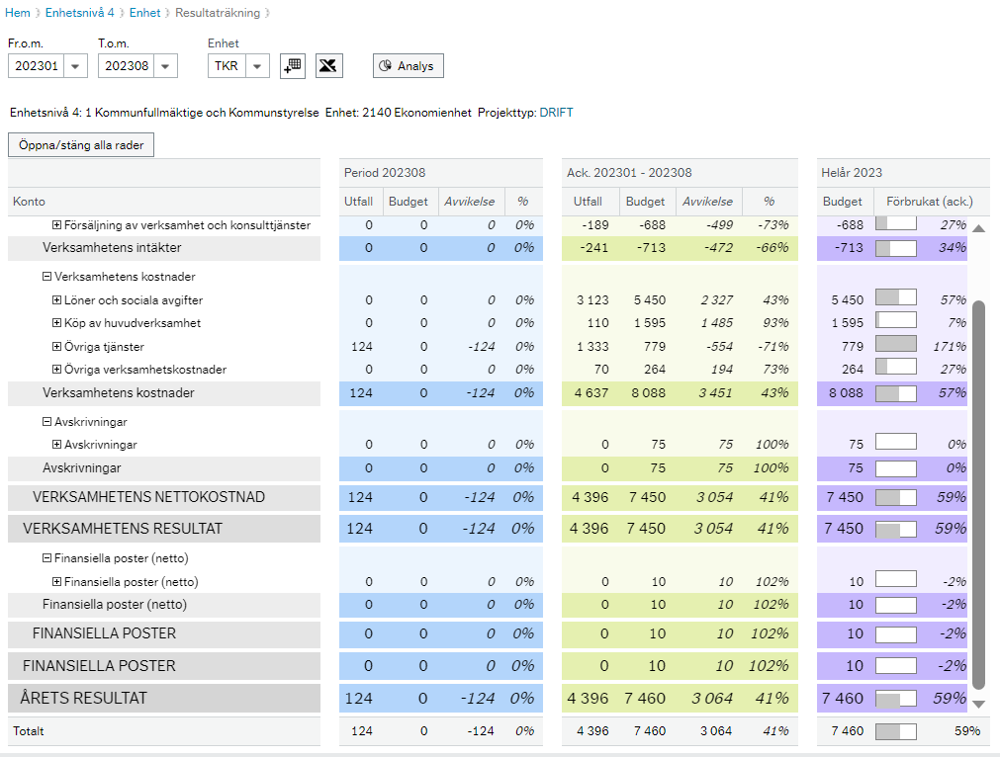 Hem Enhetsnivå 4 Enhet Resultaträkning
Fr.o.m. T.o.m. Enhet
202301 202308 TKR Analys
Enhetsnivå 4: 1 Kommunfullmäktige och Kommunstyrelse Enhet: 2140 Ekonomienhet Projekttyp: DRIFT
Öppna/stäng alla rader
Period 202308 Ack. 202301 - 202308 Helår 2023
Konto Utfall Budget Avvikelse % Utfall Budget Avvikelse % Budget Förbrukat (ack.)
Försäljning av verksamhet och konsulttjänster 0 0 0 0% -189 -688 -499 -73% -688 27%
Verksamhetens intäkter 0 0 0 0% -241 -713 -472 -66% -713 34%
Verksamhetens kostnader
Löner och sociala avgifter 0 0 0 0% 3 123 5 450 2 327 43% 5 450 57%
Köp av huvudverksamhet 0 0 0 0% 110 1 595 1 485 93% 1 595 7%
Övriga tjänster 124 0 -124 0% 1 333 779 -554 -71% 779 171%
Övriga verksamhetskostnader 0 0 0 0% 70 264 194 73% 264 27%
Verksamhetens kostnader 124 0 -124 0% 4 637 8 088 3 451 43% 8 088 57%
Avskrivningar
Avskrivningar 0 0 0 0% 0 75 75 100% 75 0%
Avskrivningar 0 0 0 0% 0 75 75 100% 75 0%
VERKSAMHETENS NETTOKOSTNAD 124 0 -124 0% 4 396 7 450 3 054 41% 7 450 59%
VERKSAMHETENS RESULTAT 124 0 -124 0% 4 396 7 450 3 054 41% 7 450 59%
Finansiella poster (netto)
Finansiella poster (netto) 0 0 0 0% 0 10 10 102% 10 -2%
Finansiella poster (netto) 0 0 0 0% 0 10 10 102% 10 -2%
FINANSIELLA POSTER 0 0 0 0% 0 10 10 102% 10 -2%
FINANSIELLA POSTER 0 0 0 0% 0 10 10 102% 10 -2%
ÅRETS RESULTAT 124 0 -124 0% 4 396 7 460 3 064 41% 7 460 59%
Totalt 124 0 -124 0% 4 396 7 460 3 064 41% 7 460 59%